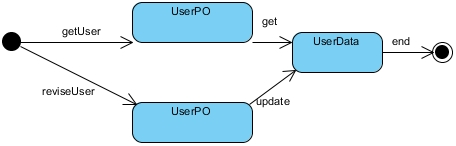 UserPO
getUser
get
UserData
end
reviseUser
UserPO
update